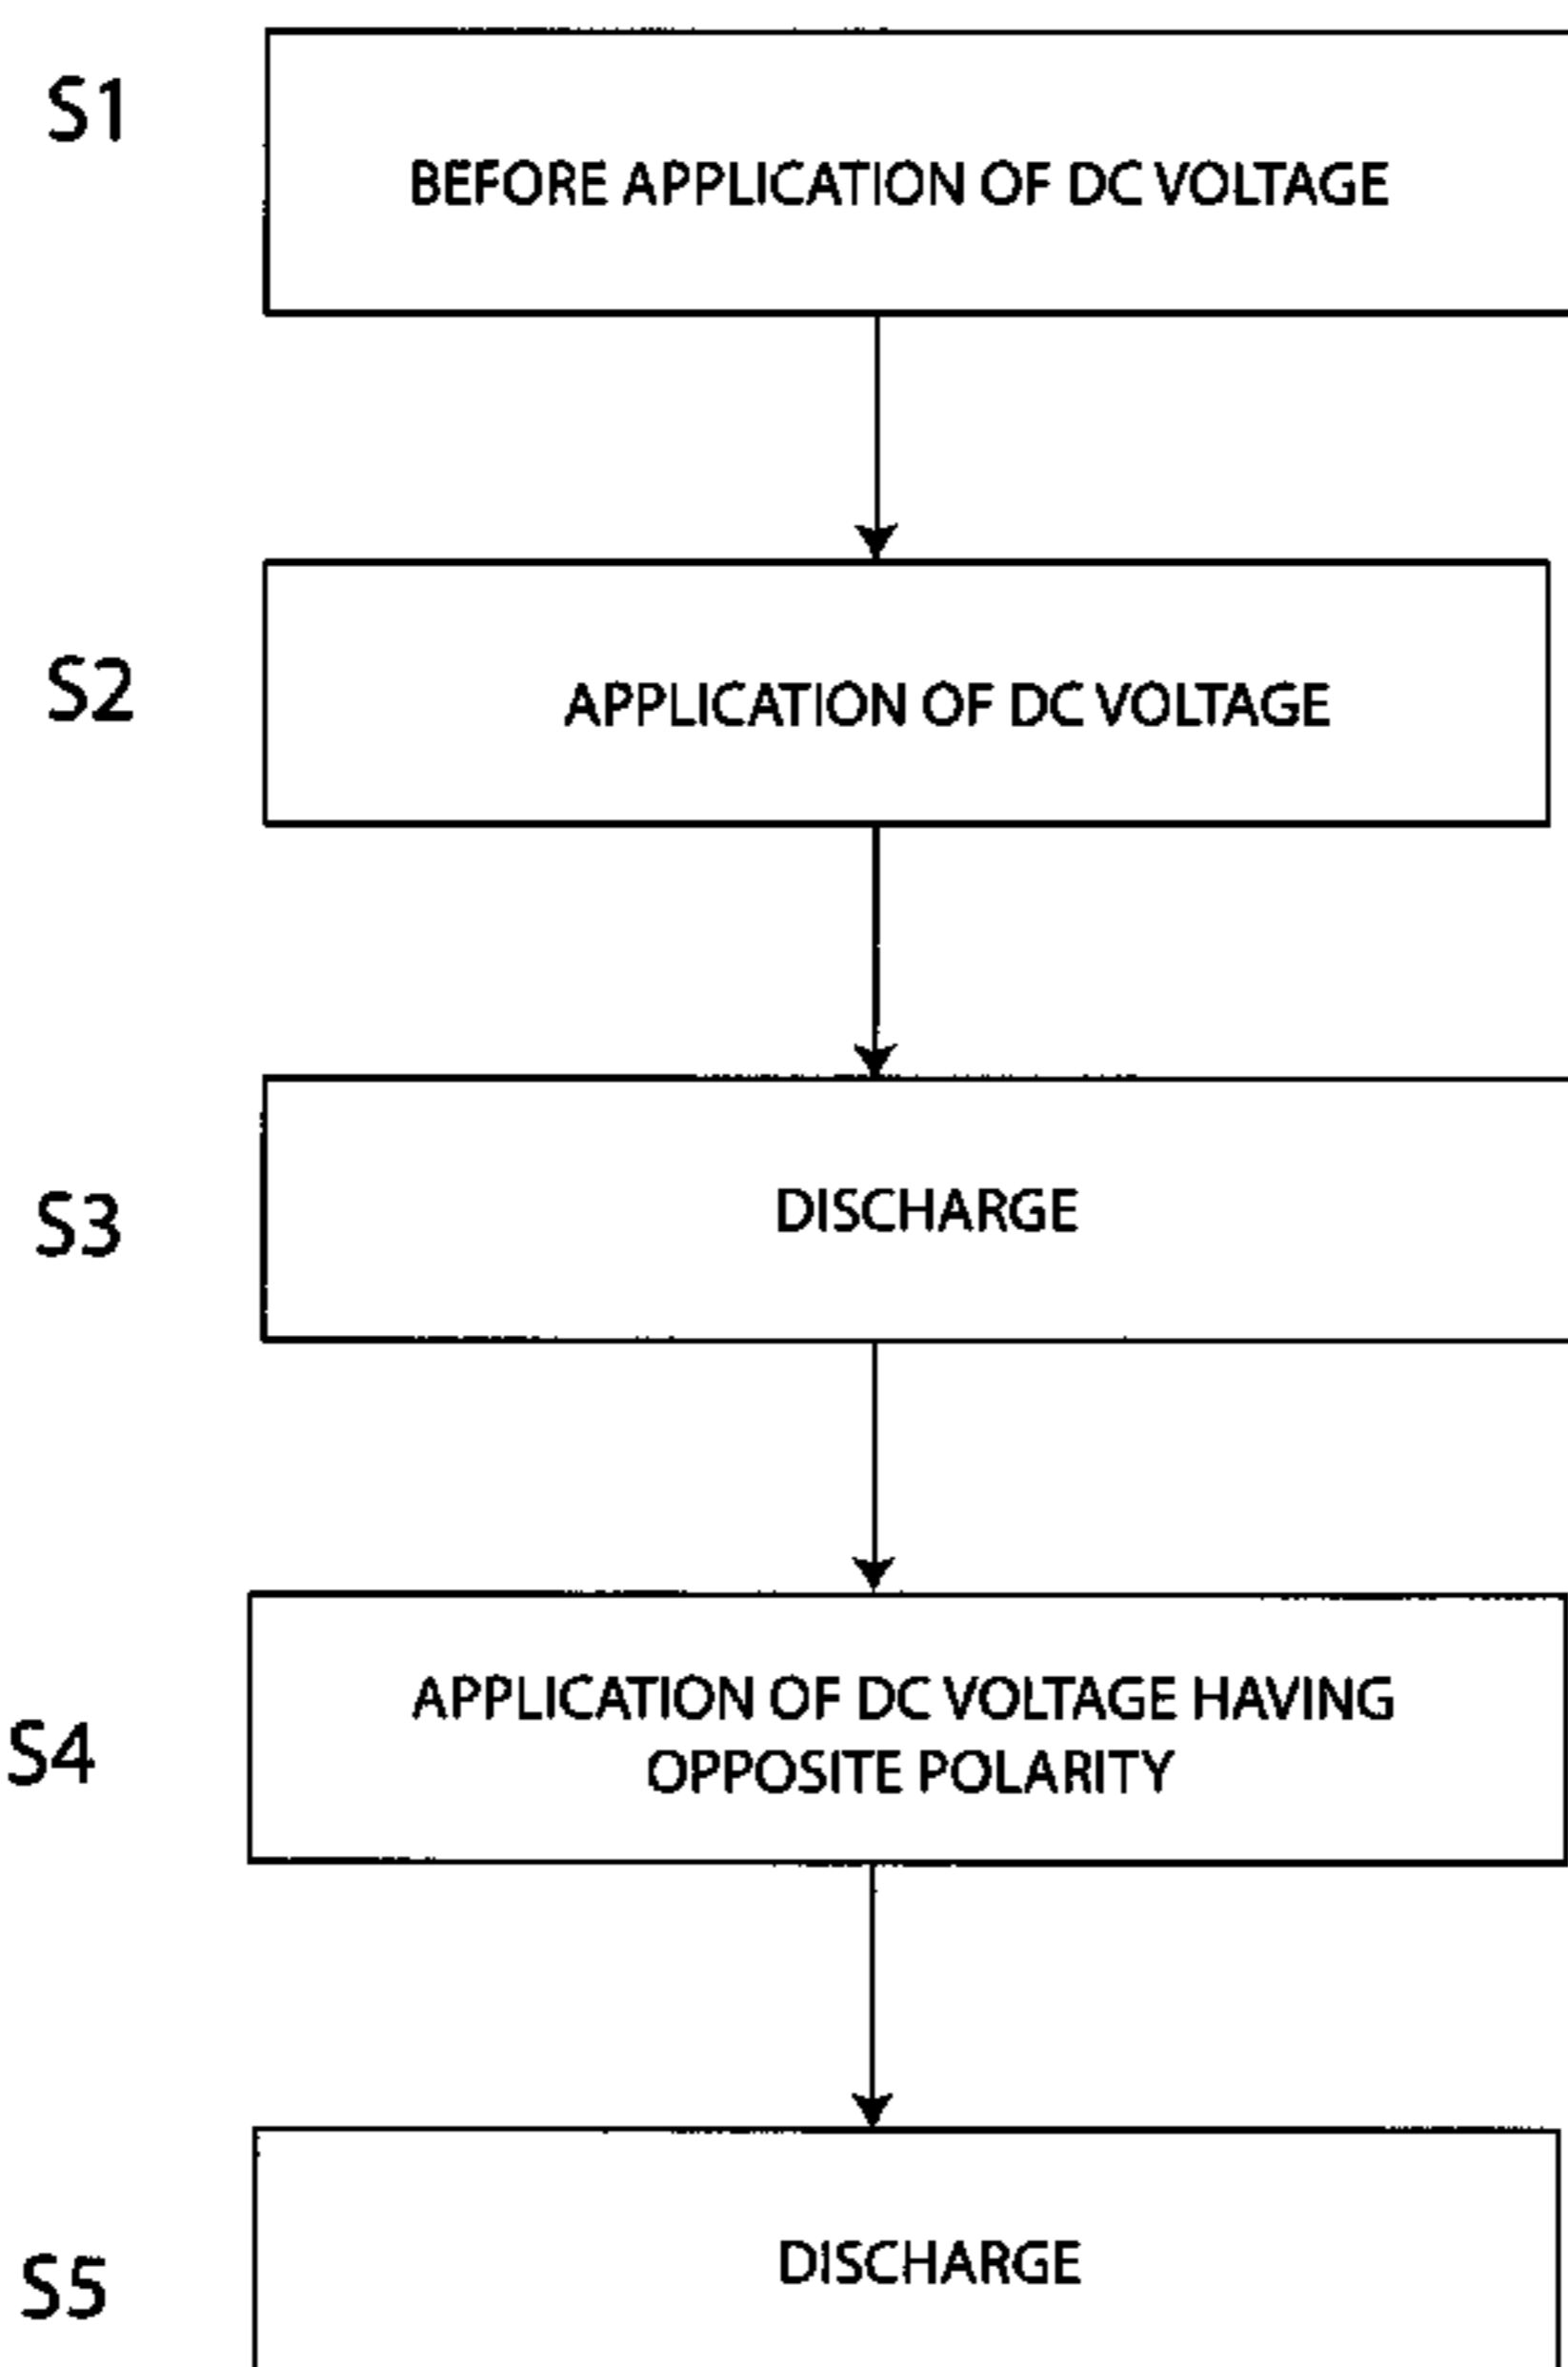 S1
BEFORE APPLICATION OF DC VOLTAGE
S2
APPLICATION OF DC VOLTAGE
S3
DISCHARGE
S4
APPLICATION OF DC VOLTAGE HAVING
OPPOSITE POLARITY
S5
DISCHARGE